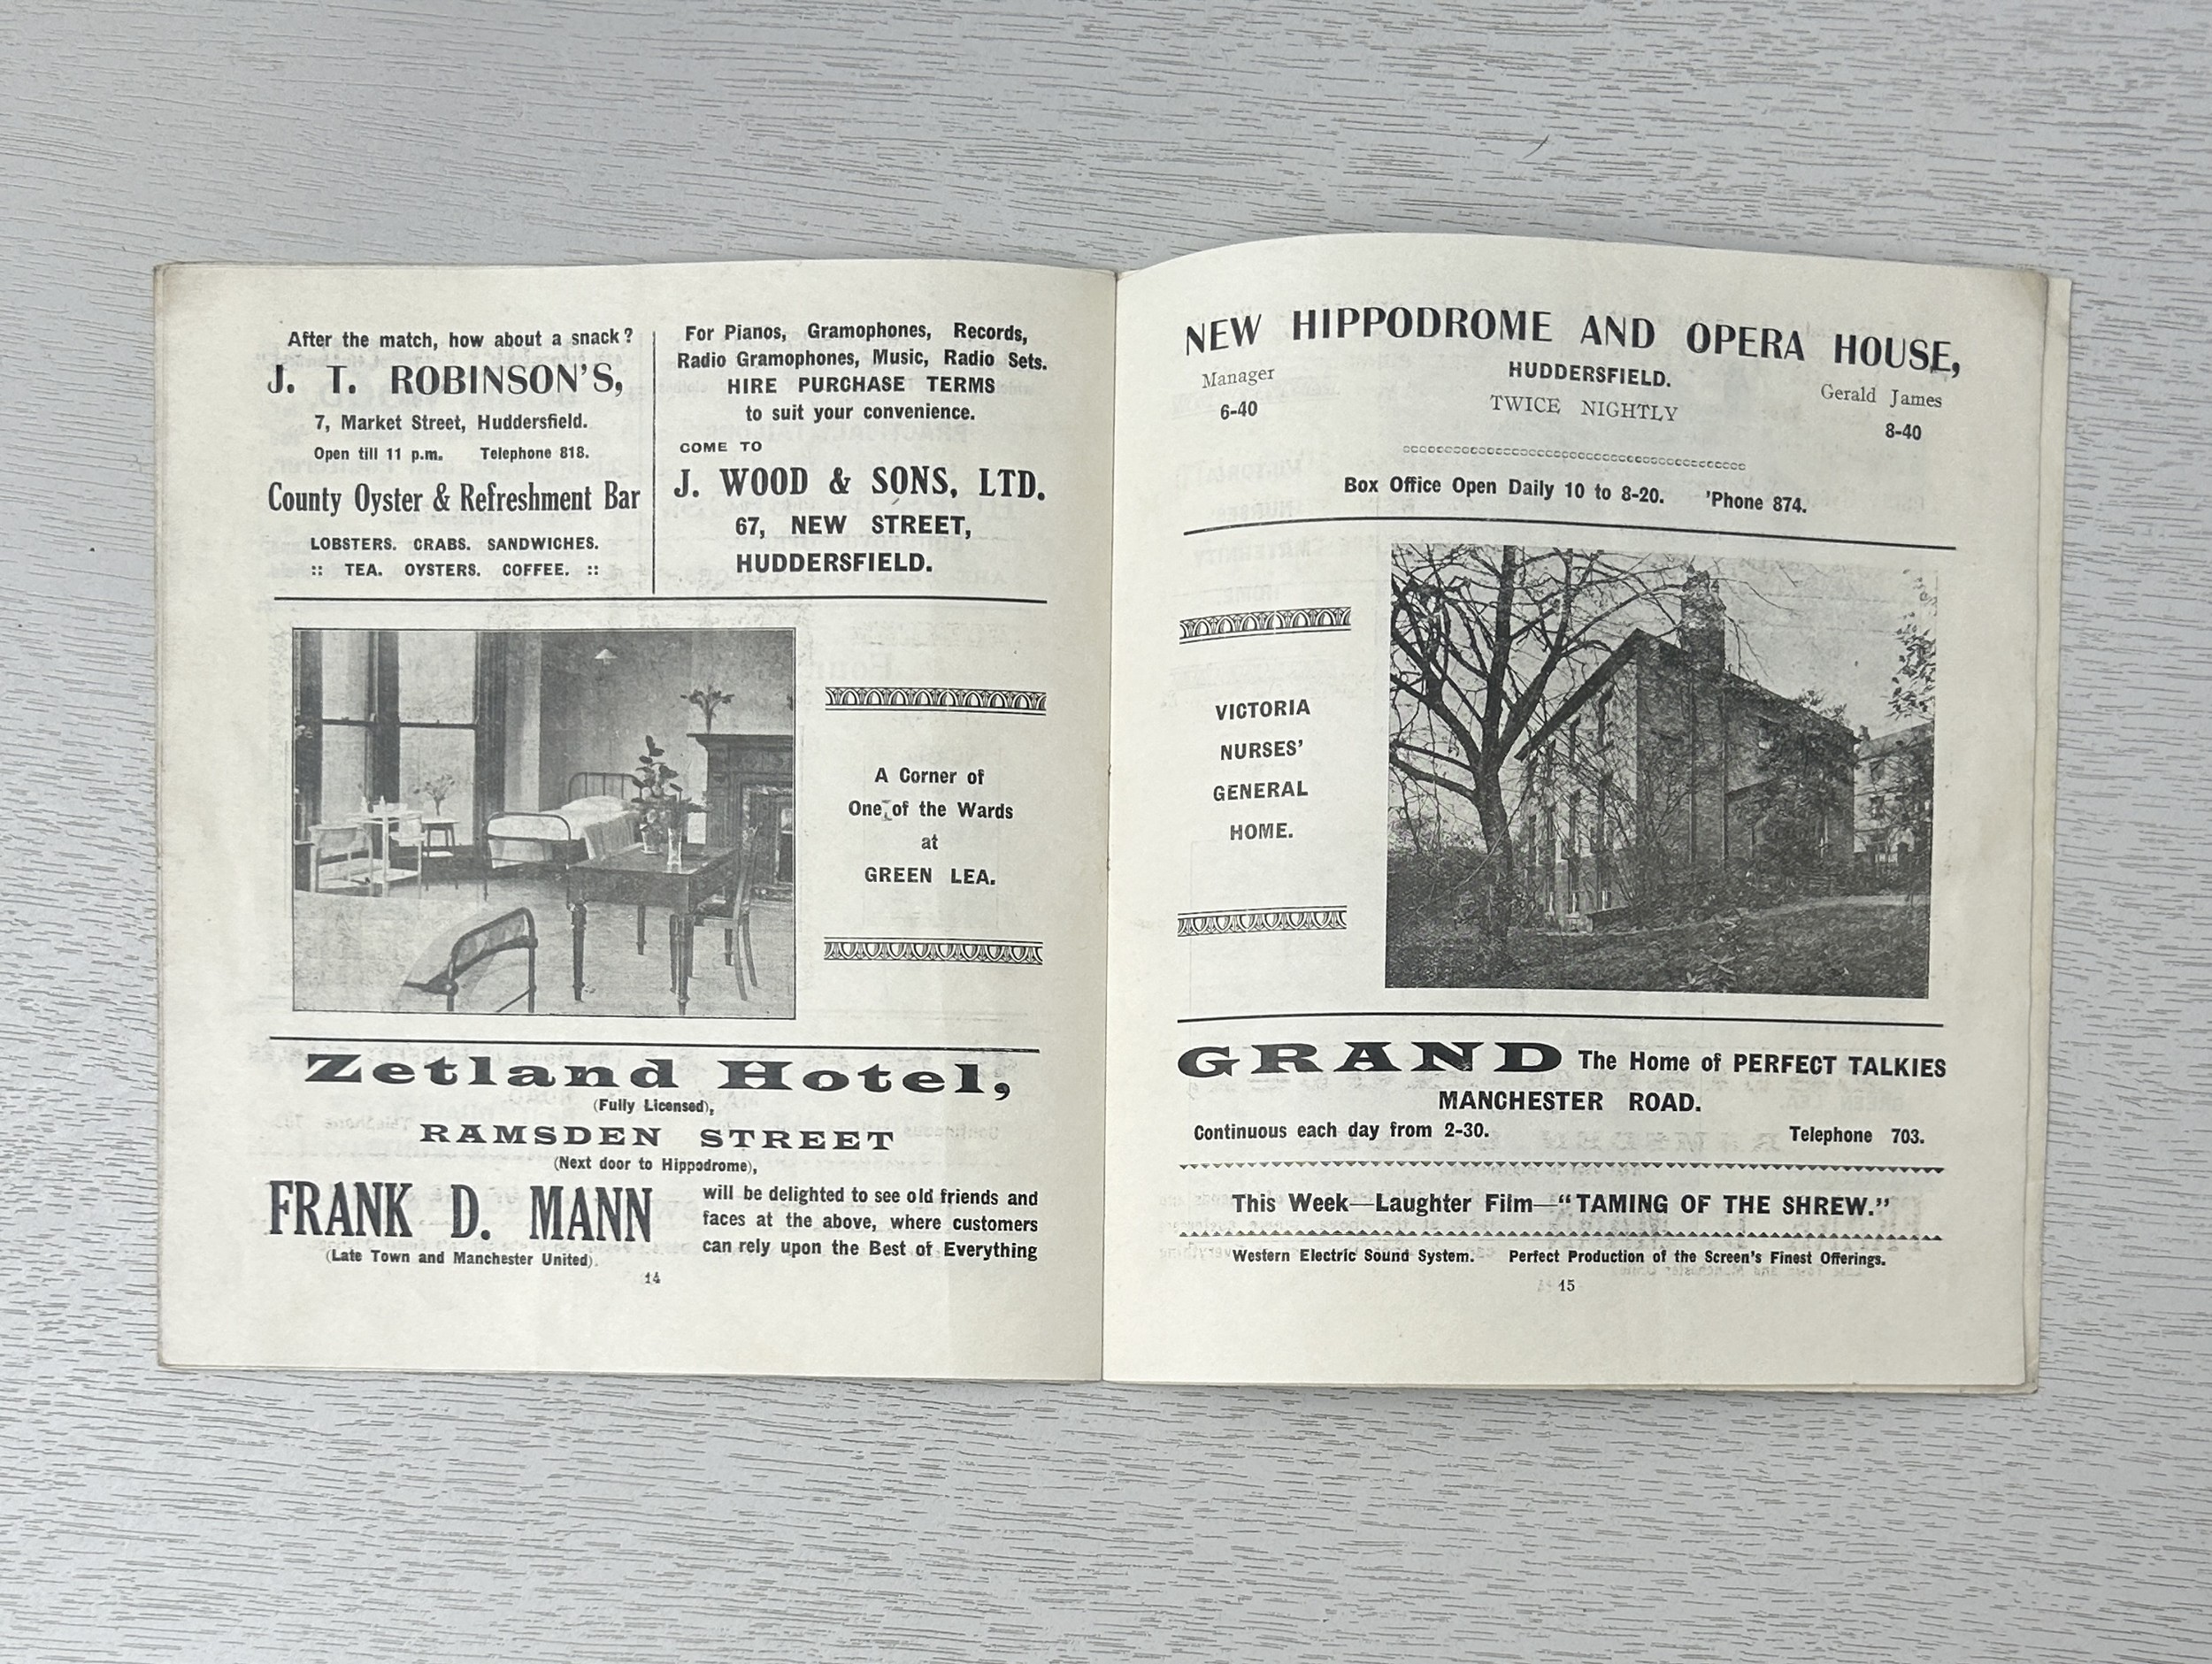 After the match, how about a snack?
J. T. ROBINSON'S,
7, Market Street, Huddersfield.
Open till 11 p.m. Telephone 818.
County Oyster & Refreshment Bar
LOBSTERS. CRABS. SANDWICHES.
:: TEA. OYSTERS. COFFEE. ::
For Pianos, Gramophones, Records,
Radio Gramophones, Music, Radio Sets.
HIRE PURCHASE TERMS
to suit your convenience.
COME TO
J. WOOD & SONS, LTD.
67, NEW STREET,
HUDDERSFIELD.
A Corner of
One of the Wards
at
GREEN LEA.
Zetland Hotel,
(Fully Licensed),
RAMSDEN STREET
(Next door to Hippodrome),
FRANK D. MANN
(Late Town and Manchester United).
will be delighted to see old friends and
faces at the above, where customers
can rely upon the Best of Everything
14
NEW HIPPODROME AND OPERA HOUSE,
HUDDERSFIELD.
Manager Gerald James
6-40 TWICE NIGHTLY 8-40
Box Office Open Daily 10 to 8-20. 'Phone 874.
VICTORIA
NURSES'
GENERAL
HOME.
GRAND The Home of PERFECT TALKIES
MANCHESTER ROAD.
Continuous each day from 2-30. Telephone 703.
This Week—Laughter Film—"TAMING OF THE SHREW."
Western Electric Sound System. Perfect Production of the Screen's Finest Offerings.
15